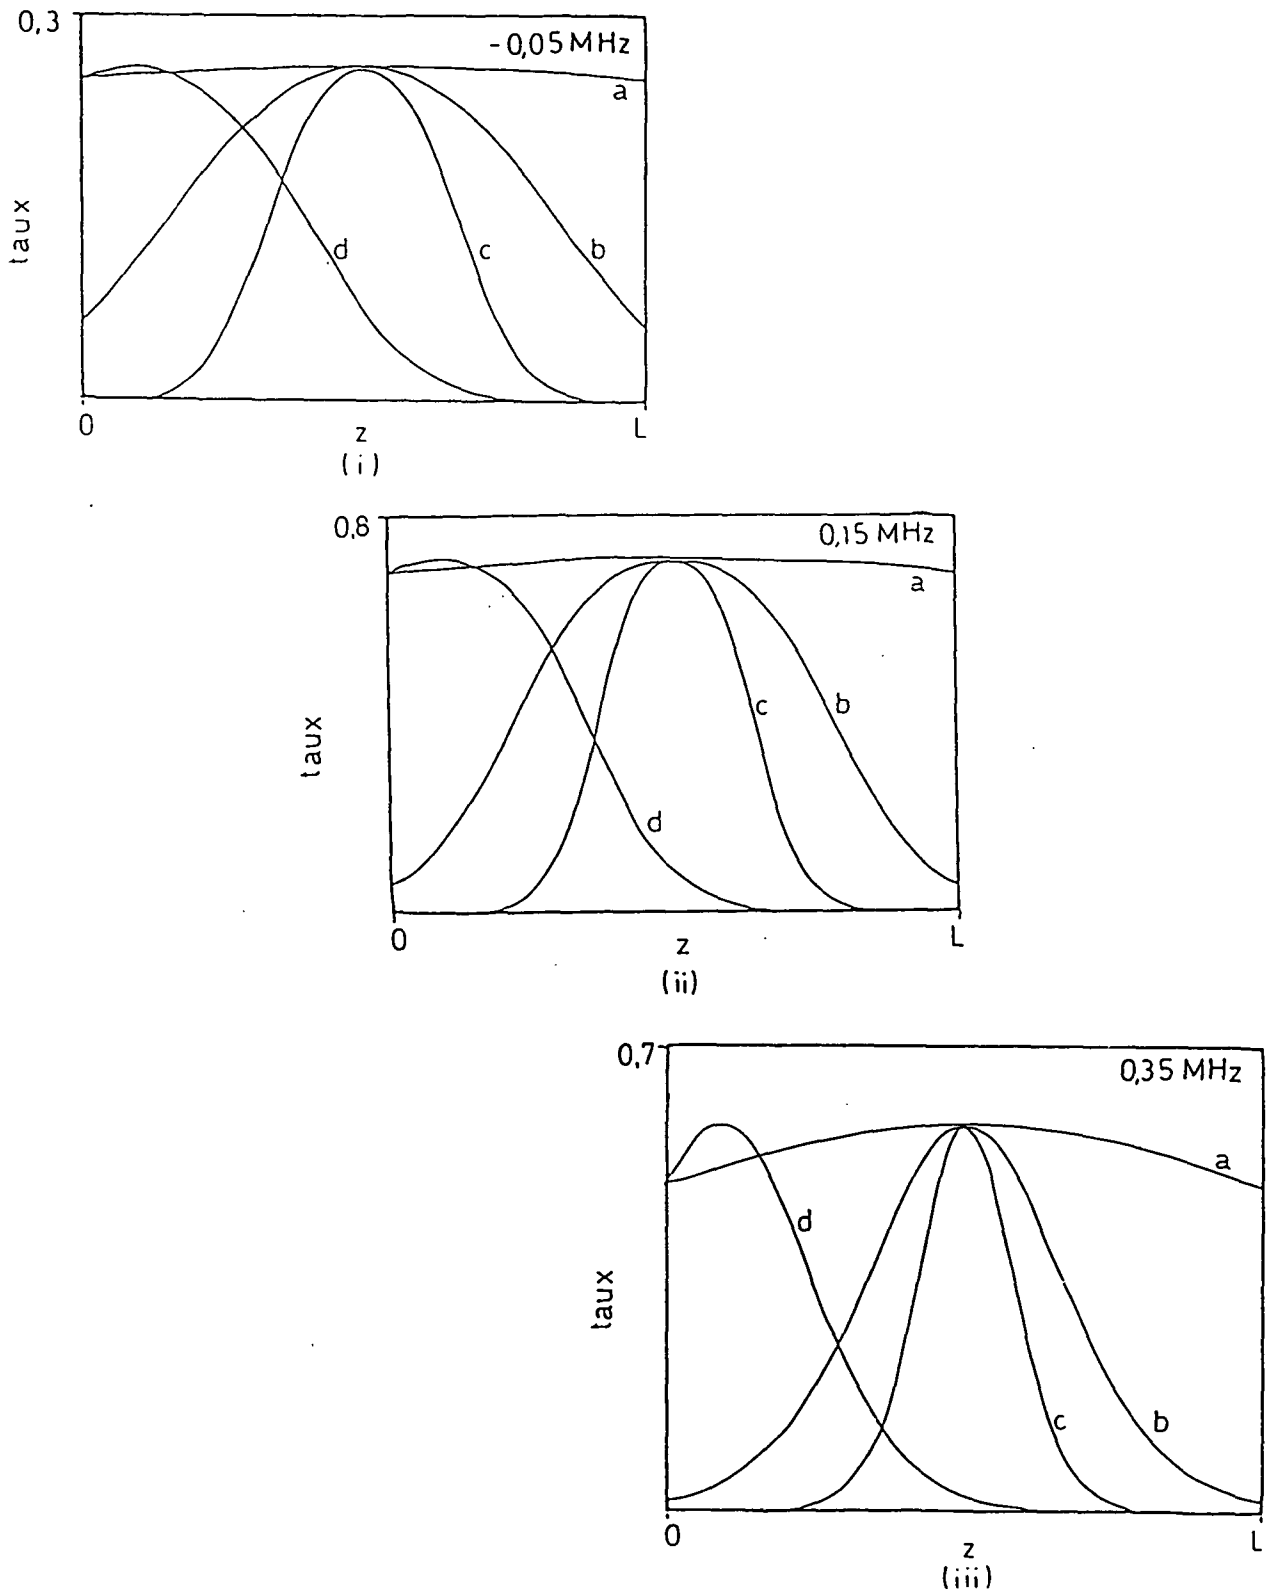 0,3
- 0,05 MHz
a
taux
d
c
b
0
z
L
(i)
0,8
0,15 MHz
a
taux
c
b
d
0
z
L
(ii)
0,7
0,35 MHz
a
d
taux
c
b
0
z
L
(iii)